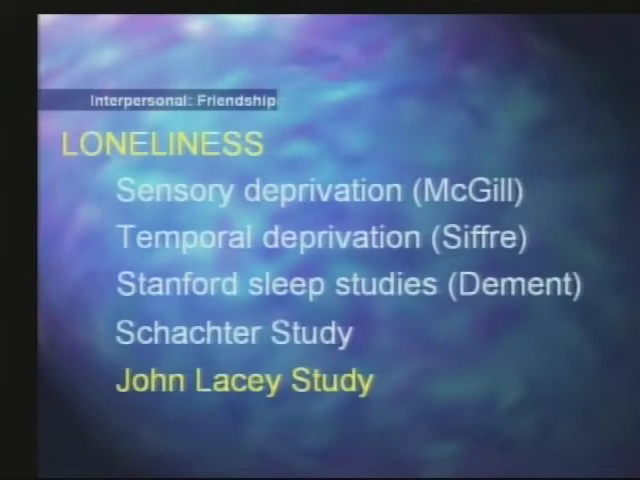 Interpersonal: Friendship
LONELINESS
Sensory deprivation (McGill)
Temporal deprivation (Siffre)
Stanford sleep studies (Dement)
Schachter Study
John Lacey Study